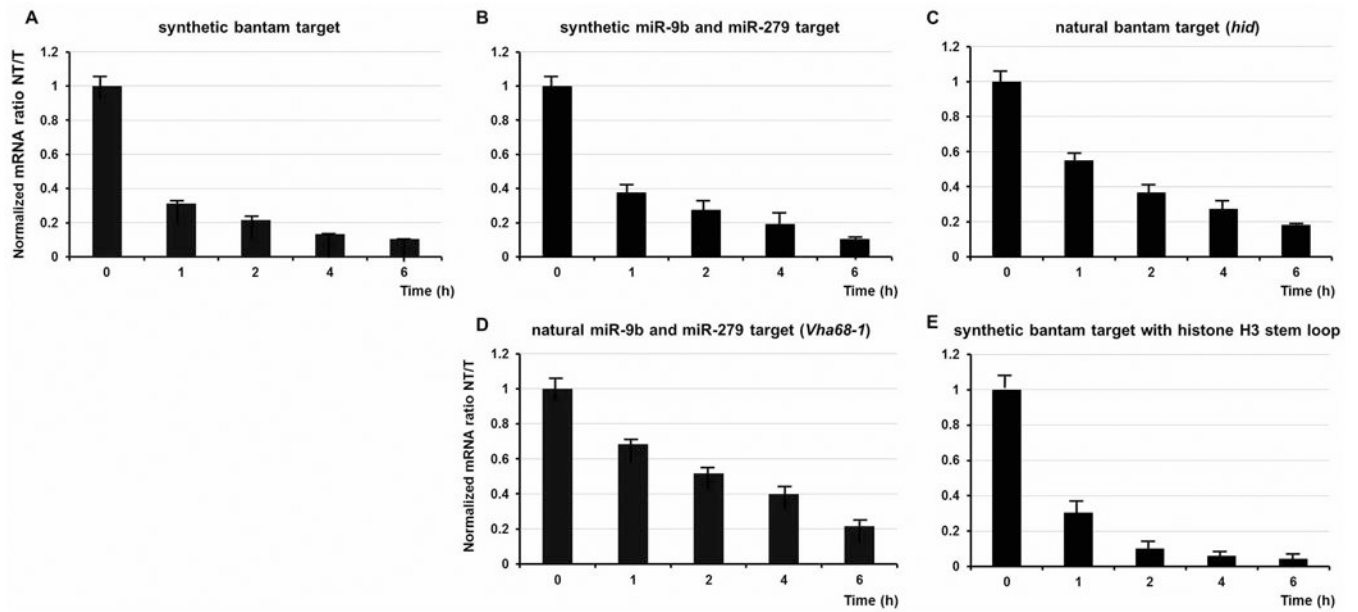 A
synthetic bantam target
Normalized mRNA ratio NT/T
1.2
1
0.8
0.6
0.4
0.2
0
0 1 2 4 6
Time (h)
B
synthetic miR-9b and miR-279 target
1.2
1
0.8
0.6
0.4
0.2
0
0 1 2 4 6
Time (h)
C
natural bantam target (hid)
1.2
1
0.8
0.6
0.4
0.2
0
0 1 2 4 6
Time (h)
D
natural miR-9b and miR-279 target (Vha68-1)
Normalized mRNA ratio NT/T
1.2
1
0.8
0.6
0.4
0.2
0
0 1 2 4 6
Time (h)
E
synthetic bantam target with histone H3 stem loop
1.2
1
0.8
0.6
0.4
0.2
0
0 1 2 4 6
Time (h)